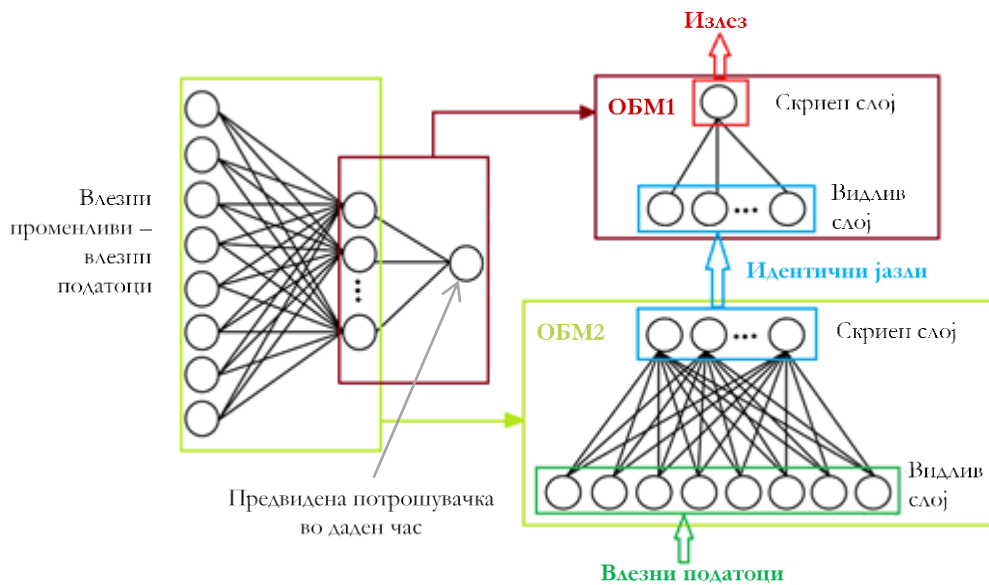 Излез
ОБМ1
Скриен слој
Видлив
слој
Влезни
променливи –
влезни
податоци
Идентични јазли
ОБМ2
Скриен слој
Видлив
слој
Предвидена потрошувачка
во даден час
Влезни податоци